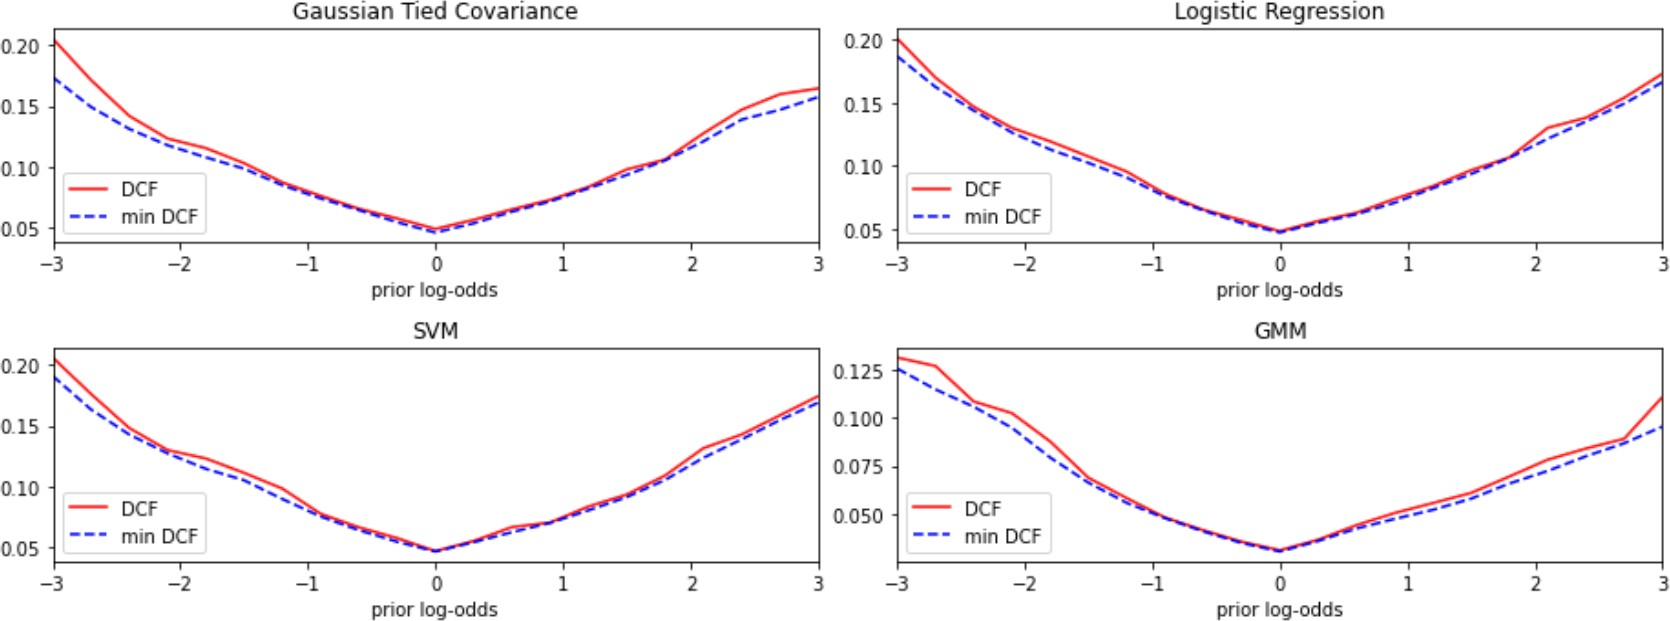 Gaussian Tied Covariance
0.20
0.15
0.10
0.05
DCF
min DCF
−3 −2 −1 0 1 2 3
prior log-odds
Logistic Regression
0.20
0.15
0.10
0.05
DCF
min DCF
−3 −2 −1 0 1 2 3
prior log-odds
SVM
0.20
0.15
0.10
0.05
DCF
min DCF
−3 −2 −1 0 1 2 3
prior log-odds
GMM
0.125
0.100
0.075
0.050
DCF
min DCF
−3 −2 −1 0 1 2 3
prior log-odds